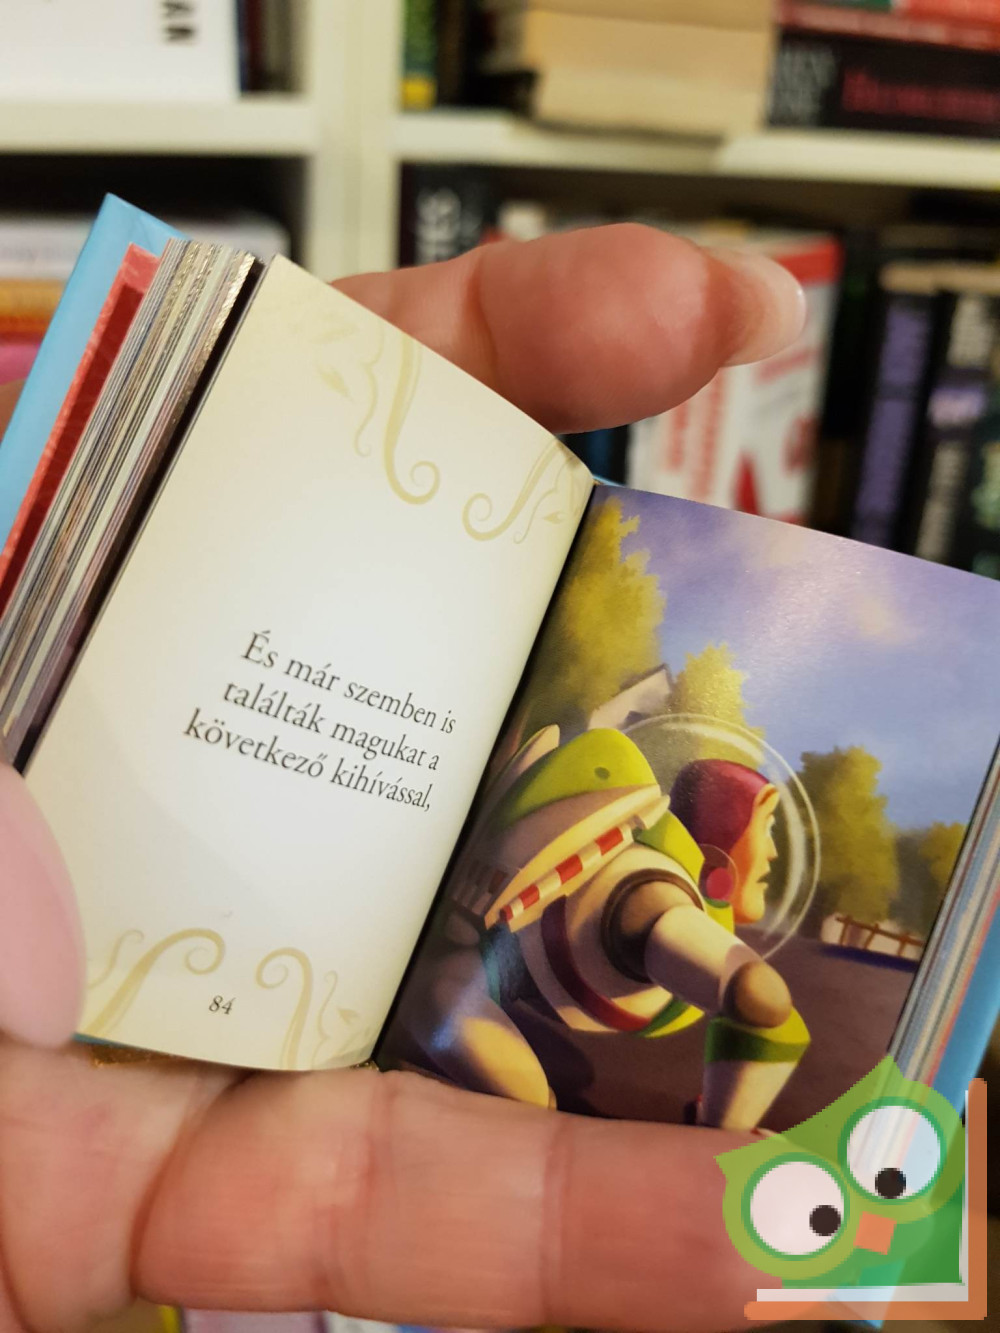 És már szemben is
találták magukat a
következő kihívással,
84